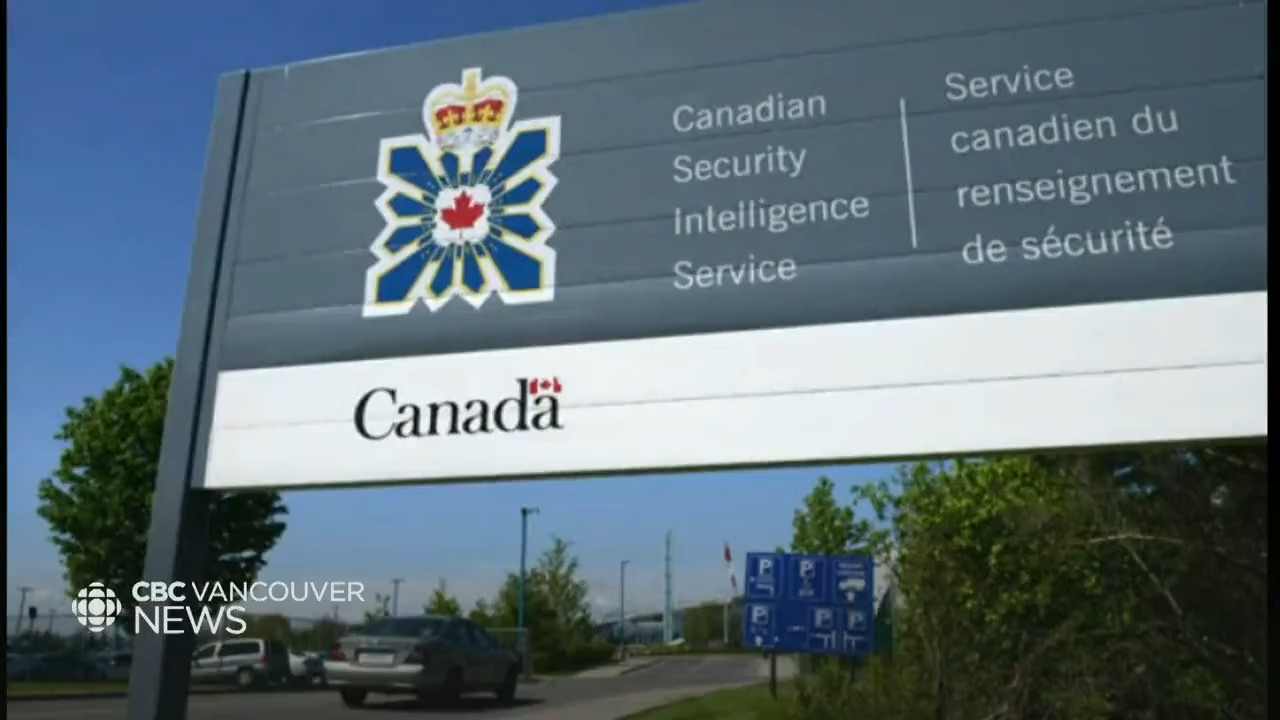 Canadian
Security
Intelligence
Service
Service
canadien du
renseignement
de sécurité
Canada
P P
P P P
CBC VANCOUVER
NEWS